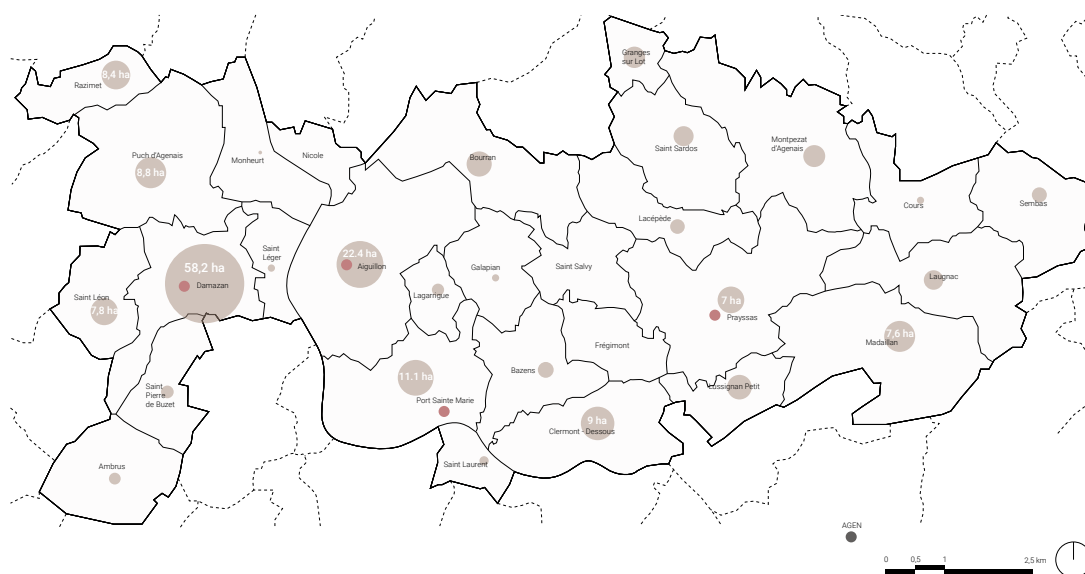 Granges
sur Lot
8,4 ha
Razimet
Puch d'Agenais
8,8 ha
Monheurt
Nicole
Bourran
Saint Sardos
Montpezat
d'Agenais
Cours
Sembas
Lacépède
Saint
Léger
58,2 ha
Damazan
22.4 ha
Aiguillon
Galapian
Saint Salvy
Lagarrigue
Laugnac
Saint Léon
7,8 ha
7 ha
Prayssas
7,6 ha
Madaillan
Frégimont
Bazens
11.1 ha
Port Sainte Marie
Lussignan Petit
Saint
Pierre
de Buzet
9 ha
Clermont - Dessous
Saint Laurent
Ambrus
AGEN
0 0,5 1 2,5 km